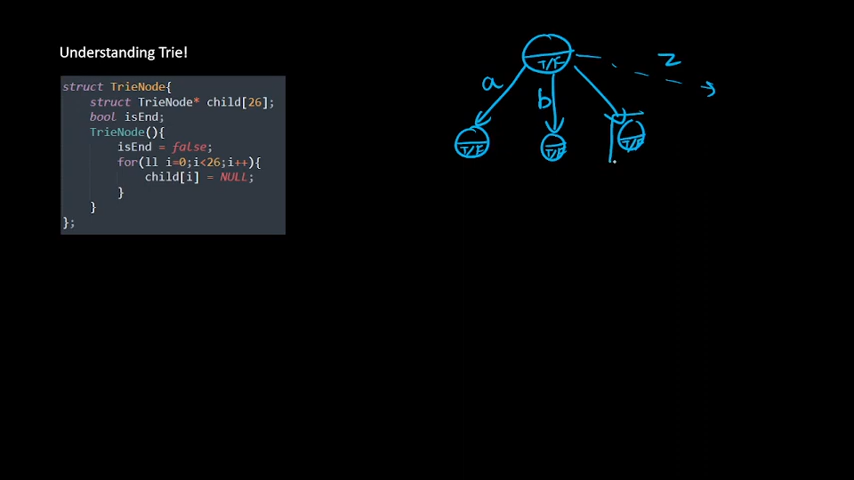 Understanding Trie!
struct TrieNode{
struct TrieNode* child[26];
bool isEnd;
TrieNode(){
isEnd = false;
for(ll i=0;i<26;i++){
child[i] = NULL;
}
}
};
T/F
a
b
z
T/F
T/F
T/F